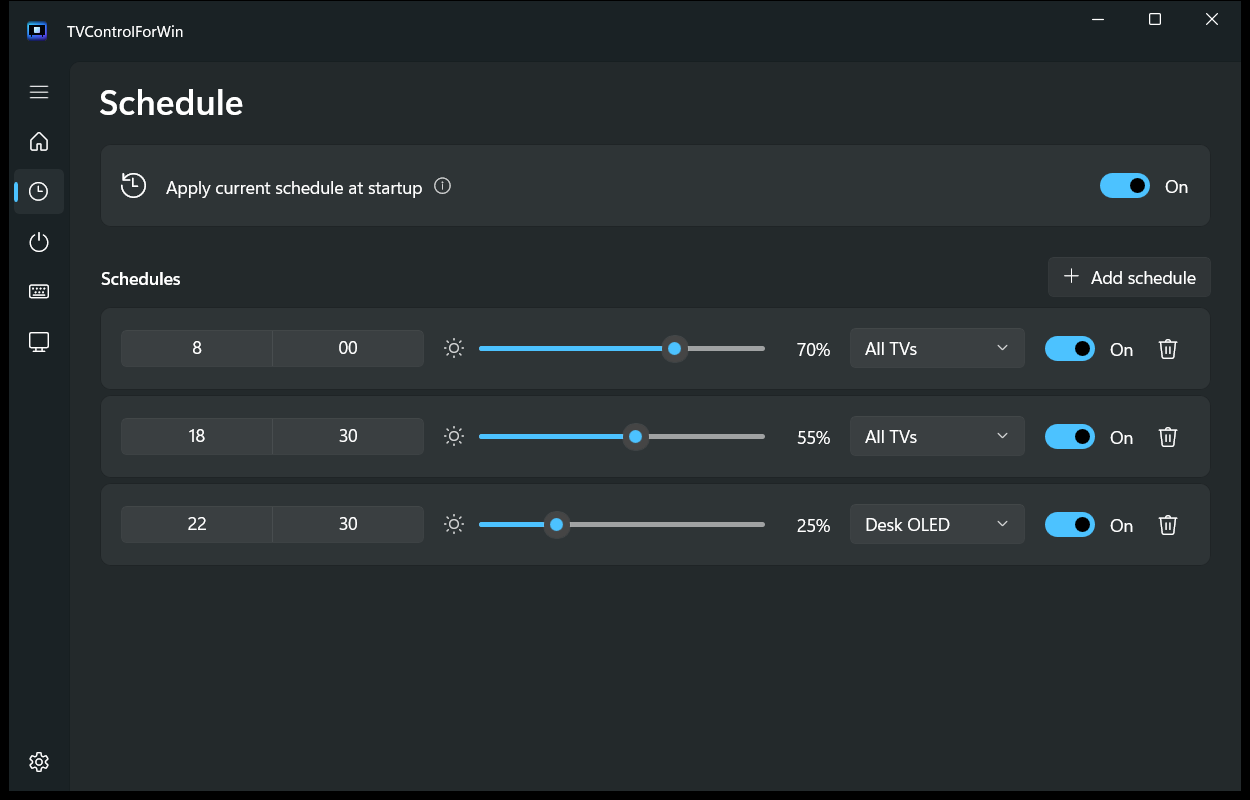 TVControlForWin
Schedule
Apply current schedule at startup On
Schedules
Add schedule
8 00 70% All TVs On
18 30 55% All TVs On
22 30 25% Desk OLED On